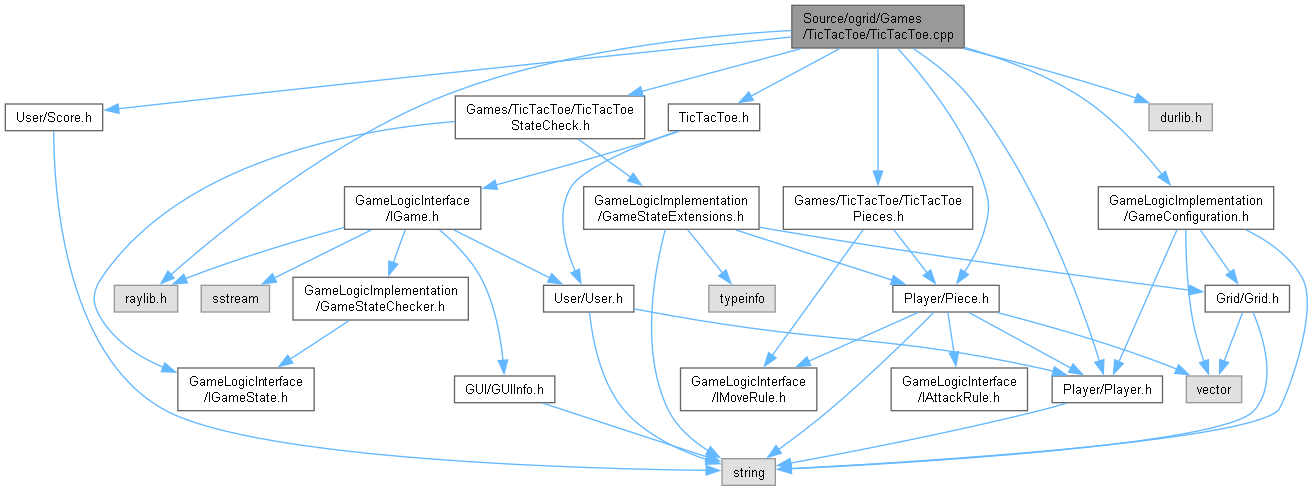 Source/ogrid/Games
/TicTacToe/TicTacToe.cpp
User/Score.h
Games/TicTacToe/TicTacToe
StateCheck.h
TicTacToe.h
durlib.h
GameLogicInterface
/IGame.h
GameLogicImplementation
/GameStateExtensions.h
Games/TicTacToe/TicTacToe
Pieces.h
GameLogicImplementation
/GameConfiguration.h
raylib.h
sstream
GameLogicImplementation
/GameStateChecker.h
User/User.h
typeinfo
Player/Piece.h
Grid/Grid.h
GameLogicInterface
/IGameState.h
GUI/GUIInfo.h
GameLogicInterface
/IMoveRule.h
GameLogicInterface
/IAttackRule.h
Player/Player.h
vector
string